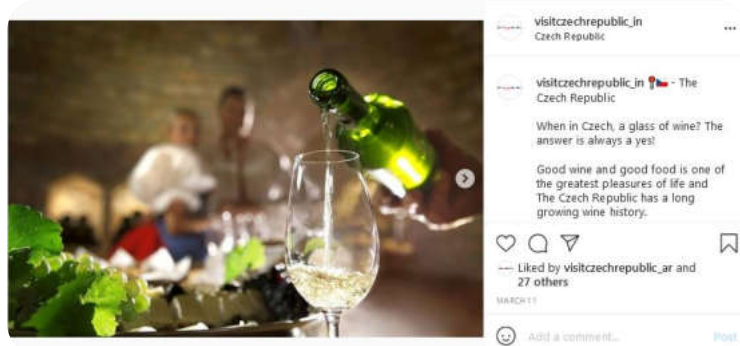 visitczechrepublic_in
Czech Republic
visitczechrepublic_in 📍🇨🇿 - The
Czech Republic
When in Czech, a glass of wine? The
answer is always a yes!
Good wine and good food is one of
the greatest pleasures of life and
The Czech Republic has a long
growing wine history.
Liked by visitczechrepublic_ar and
27 others
MARCH 11
Add a comment...
Post